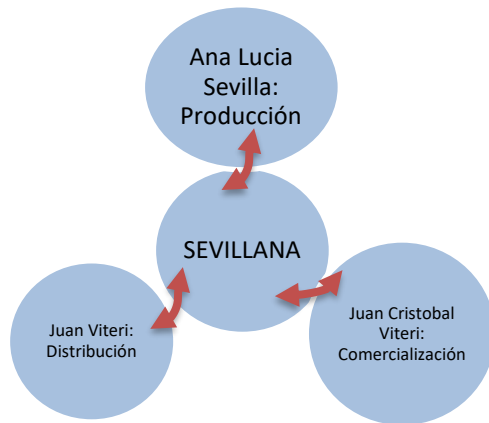 Ana Lucia
Sevilla:
Producción
SEVILLANA
Juan Viteri:
Distribución
Juan Cristobal
Viteri:
Comercialización